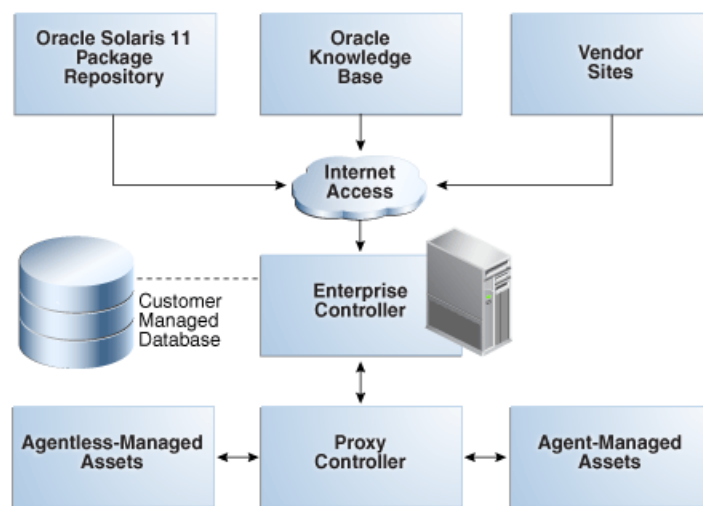 Oracle Solaris 11
Package
Repository
Oracle
Knowledge
Base
Vendor
Sites
Internet
Access
Customer
Managed
Database
Enterprise
Controller
Agentless-Managed
Assets
Proxy
Controller
Agent-Managed
Assets